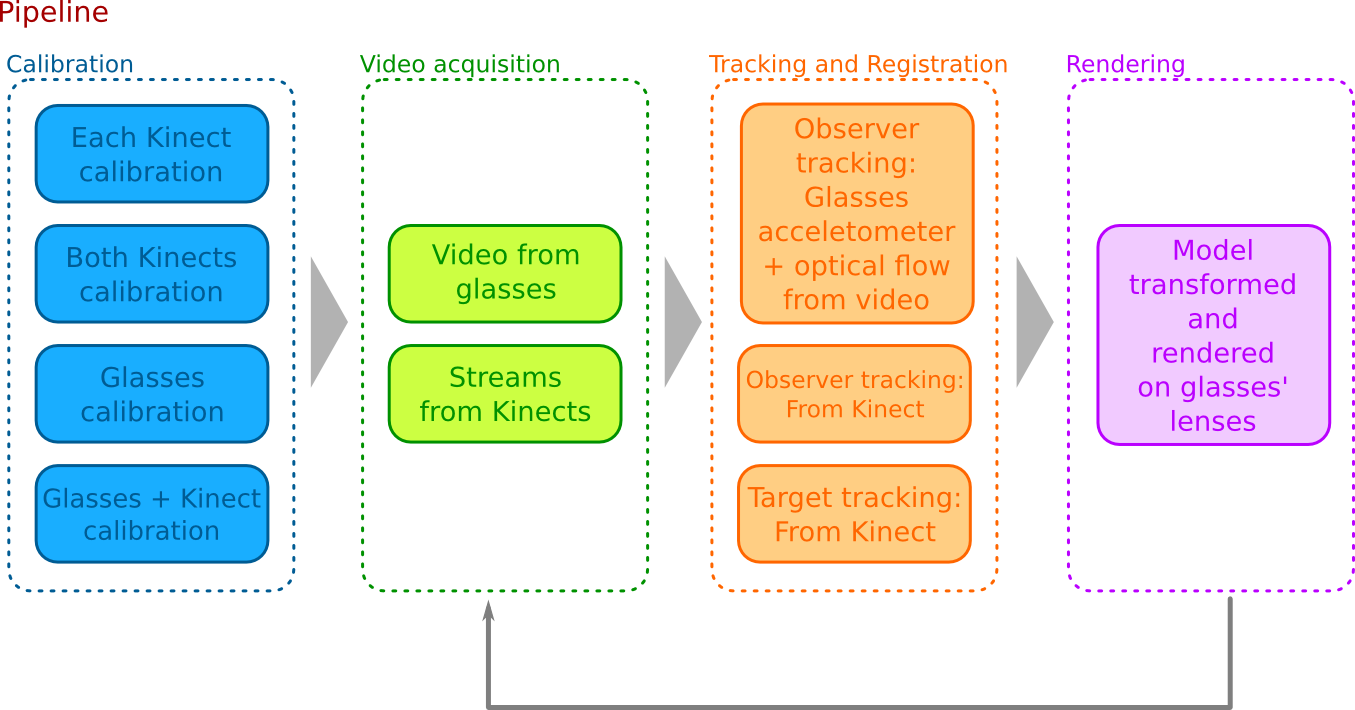 Pipeline
Calibration
Each Kinect
calibration
Both Kinects
calibration
Glasses
calibration
Glasses + Kinect
calibration
Video acquisition
Video from
glasses
Streams
from Kinects
Tracking and Registration
Observer
tracking:
Glasses
acceletometer
+ optical flow
from video
Observer tracking:
From Kinect
Target tracking:
From Kinect
Rendering
Model
transformed
and
rendered
on glasses'
lenses